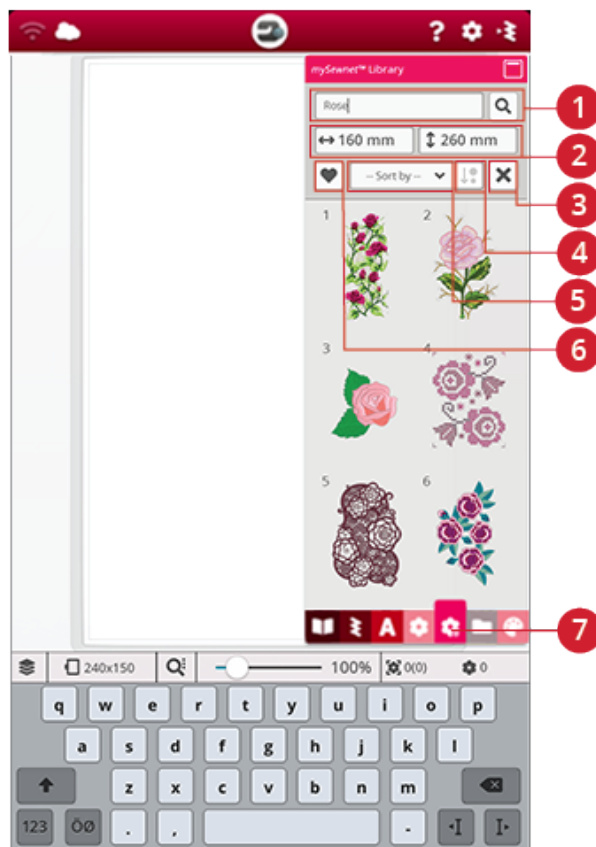 ?
mySewnet™ Library
Rose
1
↔ 160 mm ↕ 260 mm
2
-- Sort by --
3
4
5
6
1 2
3 4
5 6
A
7
240x150 100% 0(0) 0
q w e r t y u i o p
a s d f g h j k l
z x c v b n m
123 ÖØ . , -